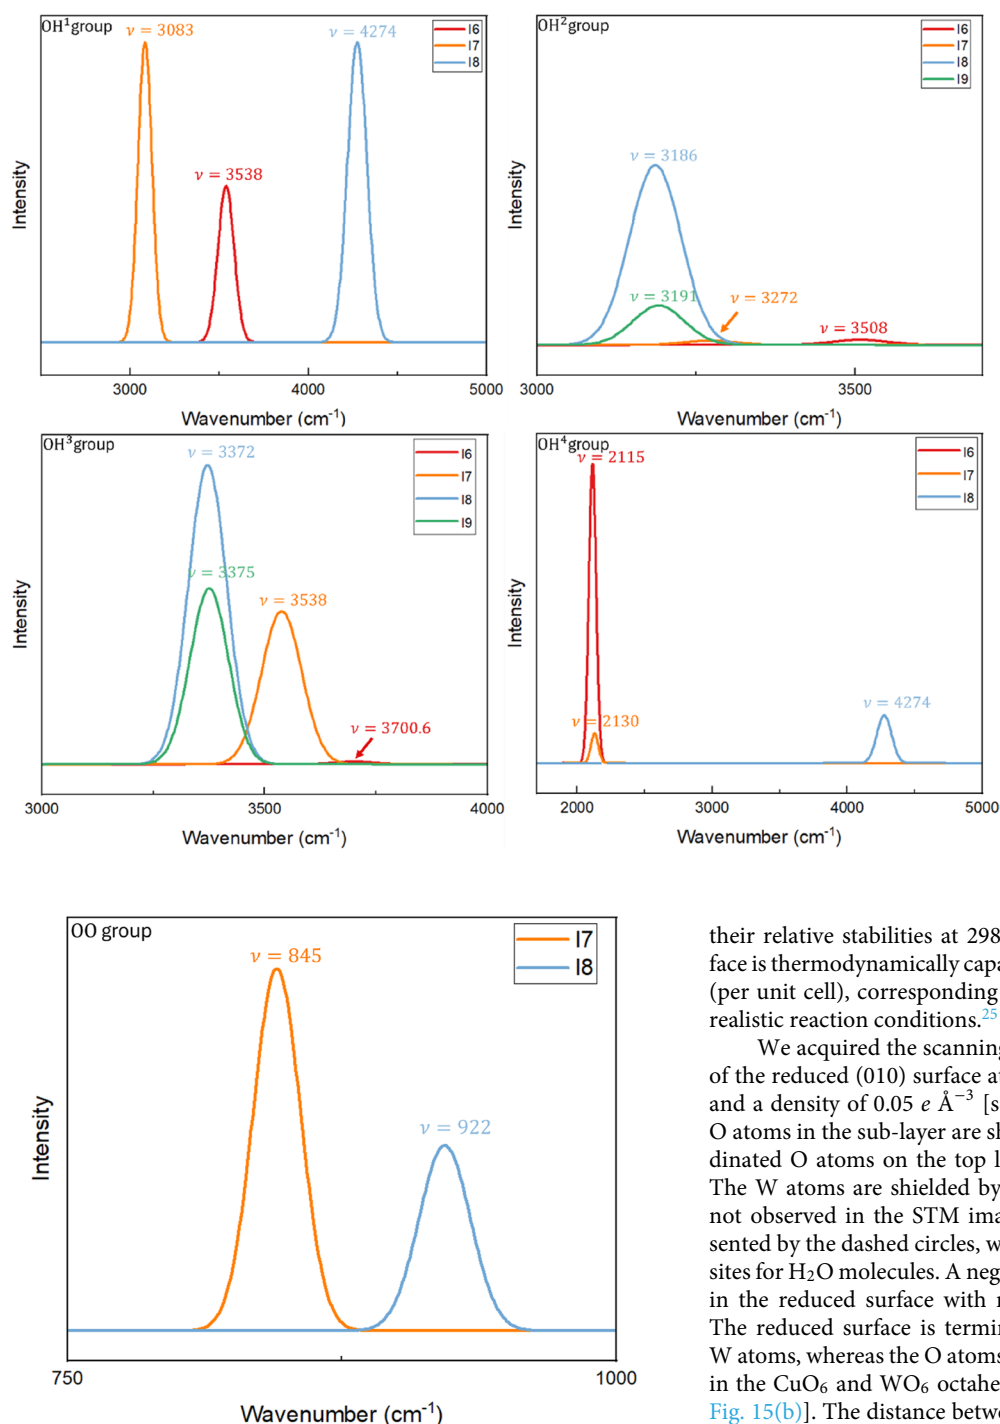 OH¹group
ν = 3083
ν = 4274
I6
I7
I8
ν = 3538
Intensity
3000
4000
5000
Wavenumber (cm⁻¹)
OH²group
I6
I7
I8
I9
ν = 3186
ν = 3191
ν = 3272
ν = 3508
Intensity
3000
3500
Wavenumber (cm⁻¹)
OH³group
ν = 3372
I6
I7
I8
I9
ν = 3375
ν = 3538
ν = 3700.6
Intensity
3000
3500
4000
Wavenumber (cm⁻¹)
OH⁴group
ν = 2115
I6
I7
I8
ν = 2130
ν = 4274
Intensity
2000
3000
4000
5000
Wavenumber (cm⁻¹)
OO group
ν = 845
I7
I8
ν = 922
Intensity
750
1000
Wavenumber (cm⁻¹)
their relative stabilities at 298
face is thermodynamically capa
(per unit cell), corresponding
realistic reaction conditions.²⁵
We acquired the scanning
of the reduced (010) surface at
and a density of 0.05 e Å⁻³ [s
O atoms in the sub-layer are sh
dinated O atoms on the top l
The W atoms are shielded by
not observed in the STM ima
sented by the dashed circles, w
sites for H₂O molecules. A neg
in the reduced surface with r
The reduced surface is termin
W atoms, whereas the O atoms
in the CuO₆ and WO₆ octahe
Fig. 15(b)]. The distance betwe